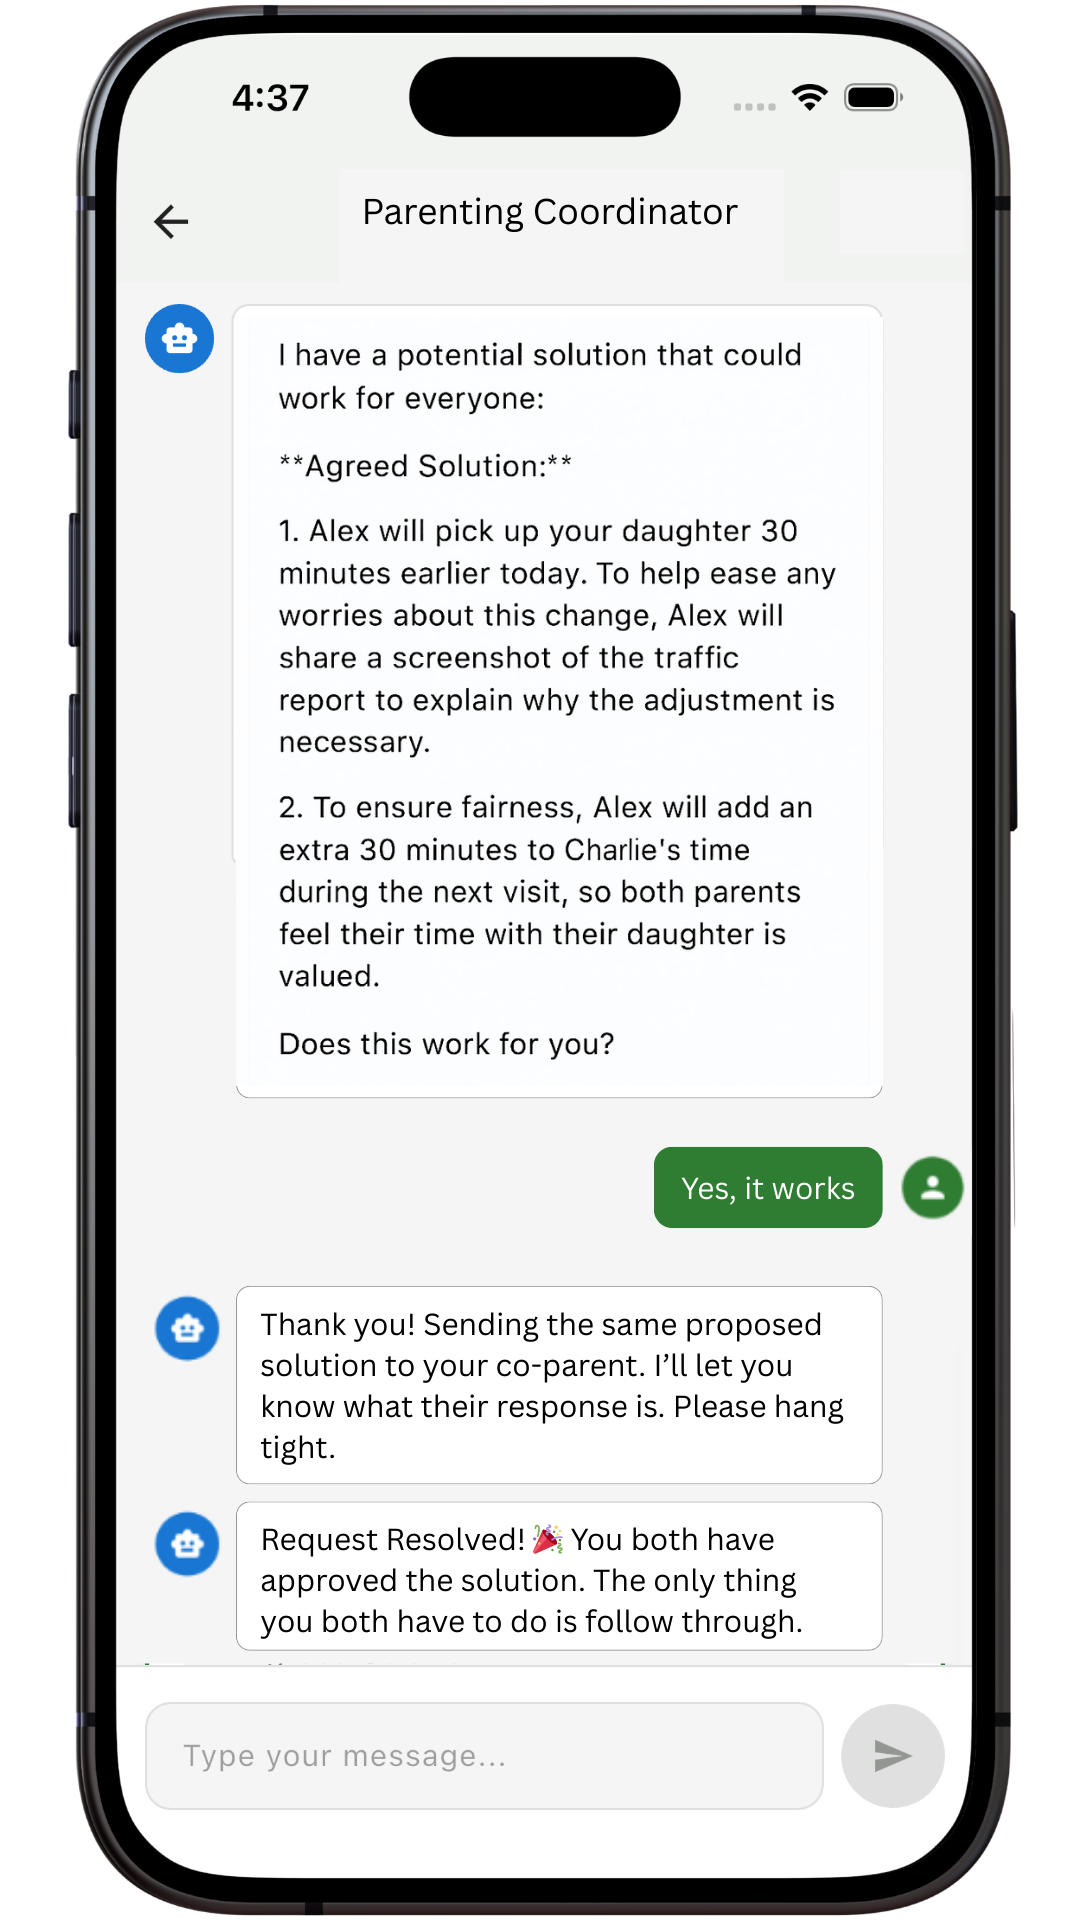 4:37
Parenting Coordinator
I have a potential solution that could
work for everyone:
**Agreed Solution:**
1. Alex will pick up your daughter 30
minutes earlier today. To help ease any
worries about this change, Alex will
share a screenshot of the traffic
report to explain why the adjustment is
necessary.
2. To ensure fairness, Alex will add an
extra 30 minutes to Charlie's time
during the next visit, so both parents
feel their time with their daughter is
valued.
Does this work for you?
Yes, it works
Thank you! Sending the same proposed
solution to your co-parent. I’ll let you
know what their response is. Please hang
tight.
Request Resolved! 🎉 You both have
approved the solution. The only thing
you both have to do is follow through.
Type your message...